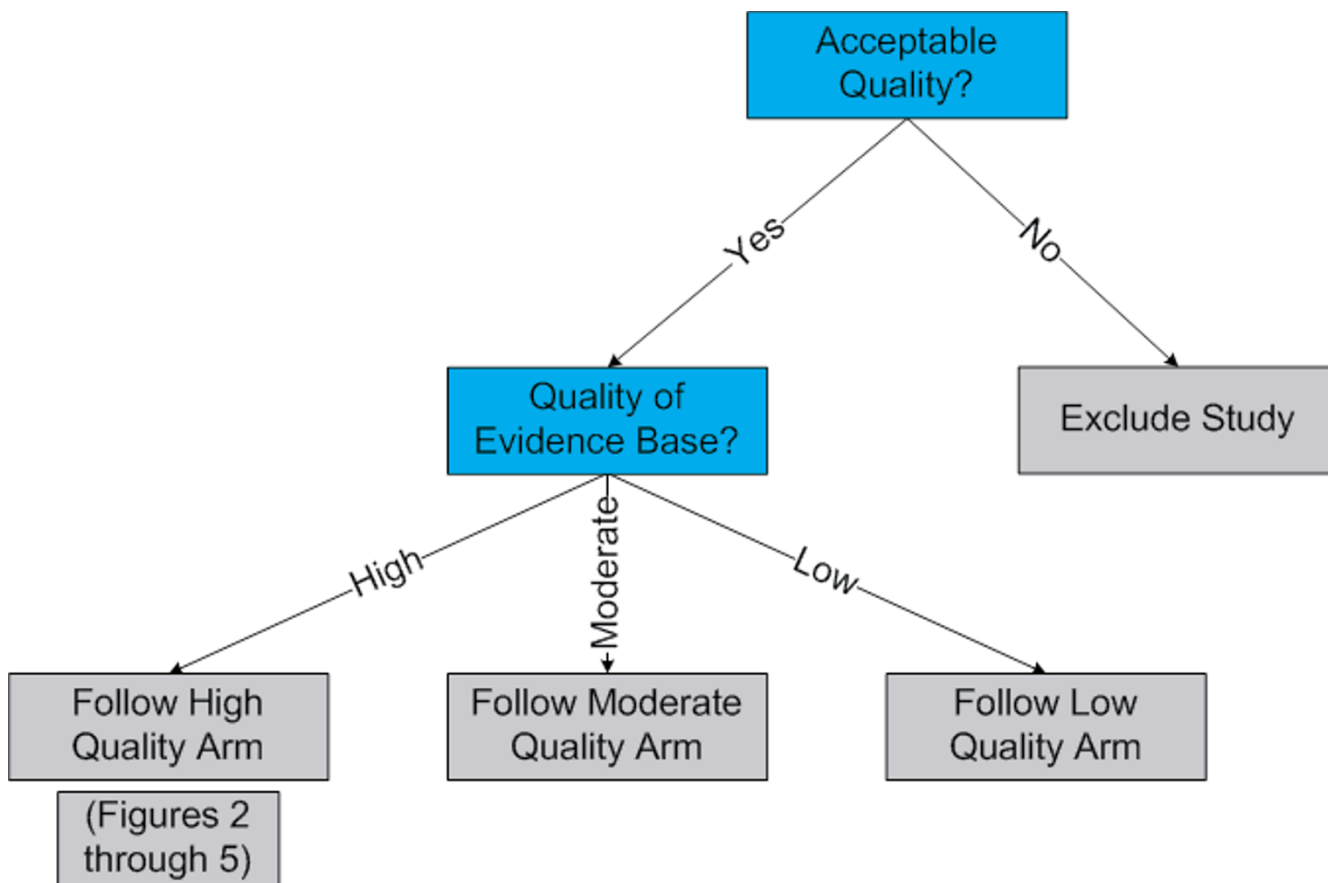 Acceptable
Quality?
Yes
No
Quality of
Evidence Base?
Exclude Study
High
Moderate
Low
Follow High
Quality Arm
Follow Moderate
Quality Arm
Follow Low
Quality Arm
(Figures 2
through 5)